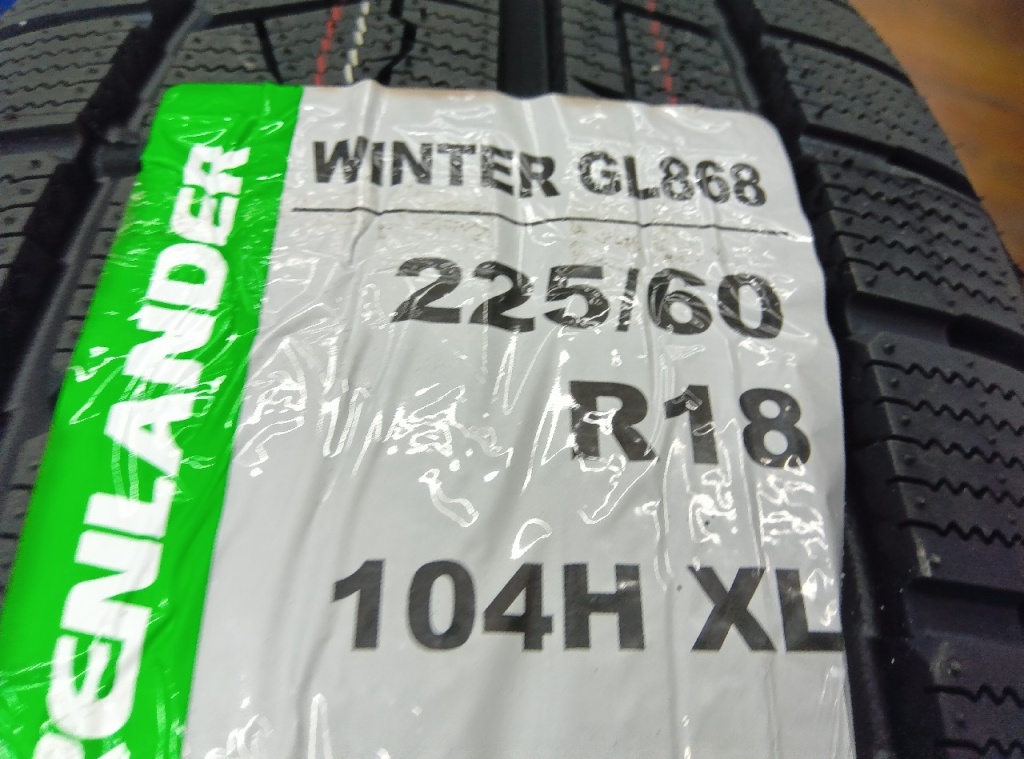 WINTER GL868
225/60
R18
104H XL
ENLANDER